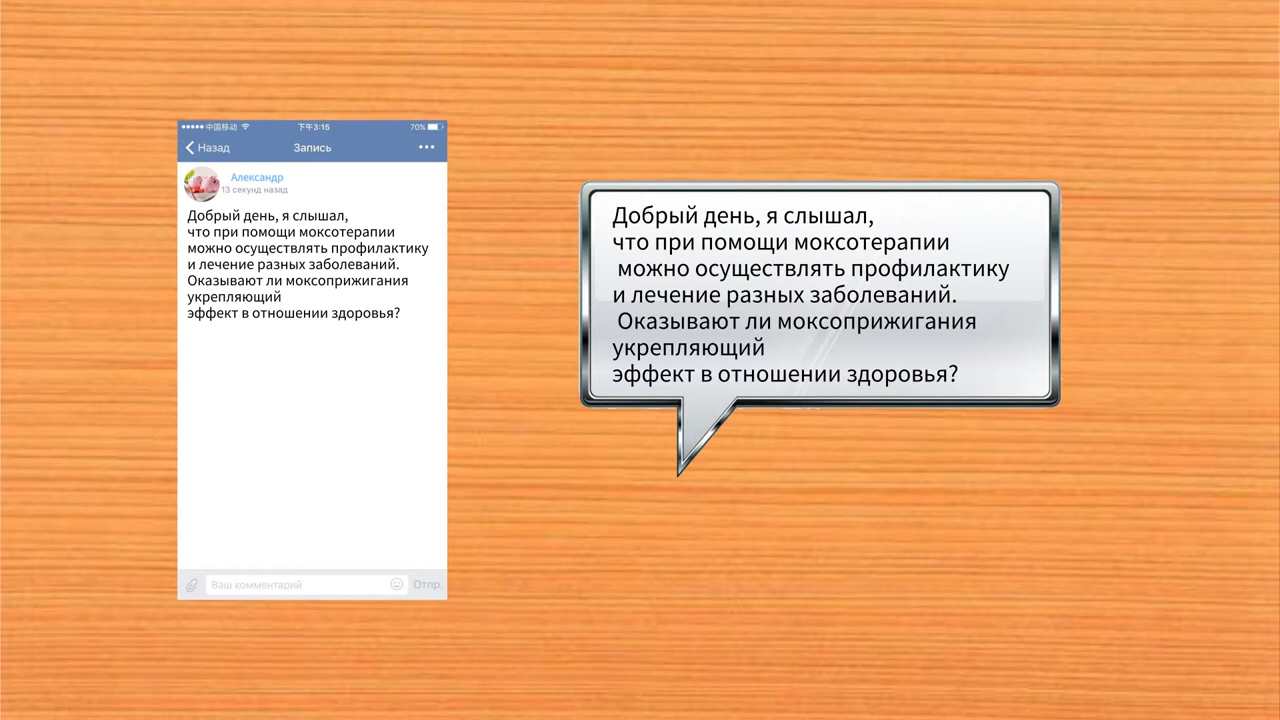 中国移动 下午3:15 70%
Назад Запись
Александр
13 секунд назад
Добрый день, я слышал,
что при помощи моксотерапии
можно осуществлять профилактику
и лечение разных заболеваний.
Оказывают ли моксоприжигания
укрепляющий
эффект в отношении здоровья?
Ваш комментарий Отпр.
Добрый день, я слышал,
что при помощи моксотерапии
можно осуществлять профилактику
и лечение разных заболеваний.
Оказывают ли моксоприжигания
укрепляющий
эффект в отношении здоровья?